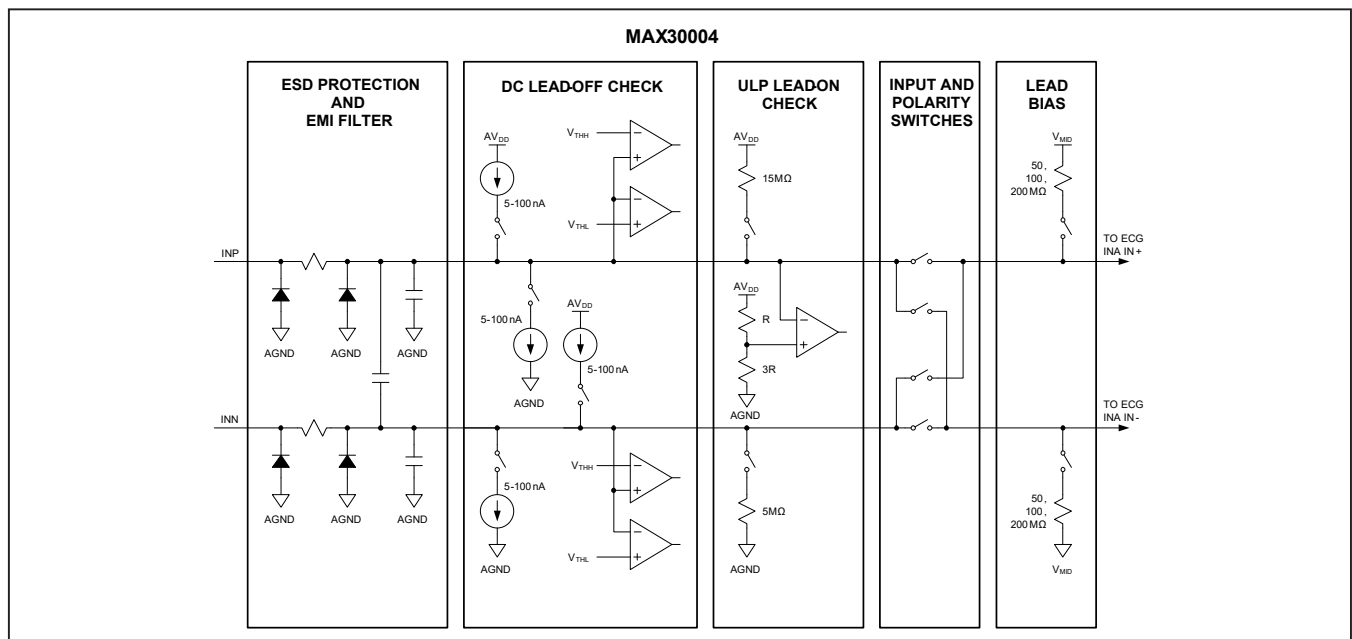 MAX30004
ESD PROTECTION
AND
EMI FILTER
DC LEAD-OFF CHECK
ULP LEAD-ON
CHECK
INPUT AND
POLARITY
SWITCHES
LEAD
BIAS
AVDD
VTHH
5-100nA
VTHL
AVDD
15MΩ
VMID
50,
100,
200MΩ
INP
TO ECG
INA IN+
AGND
AGND
AGND
5-100nA
AGND
AVDD
5-100nA
AVDD
R
3R
AGND
INN
TO ECG
INA IN-
AGND
AGND
AGND
5-100nA
AGND
VTHH
VTHL
5MΩ
AGND
50,
100,
200MΩ
VMID